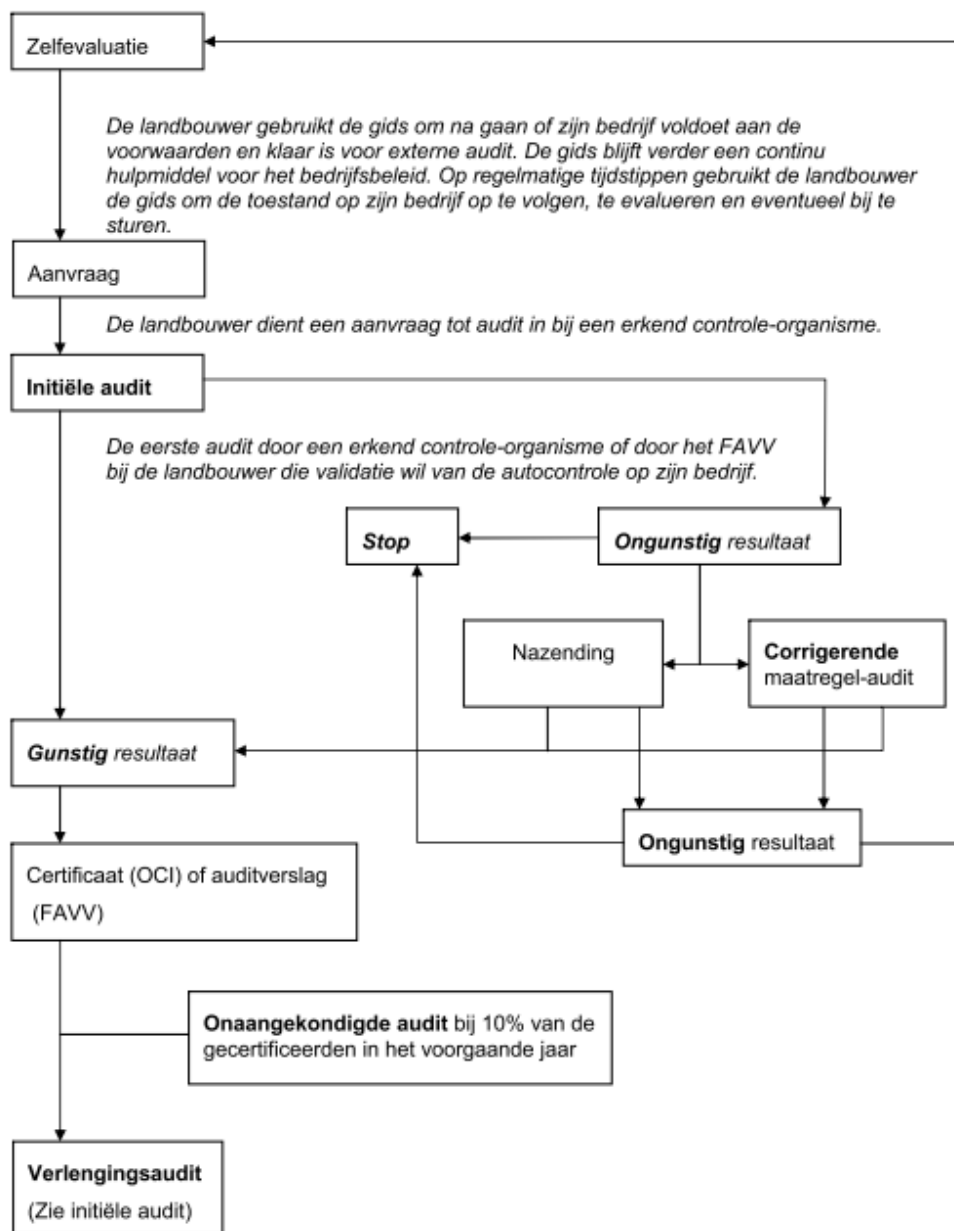 Zelfevaluatie
De landbouwer gebruikt de gids om na gaan of zijn bedrijf voldoet aan de
voorwaarden en klaar is voor externe audit. De gids blijft verder een continu
hulpmiddel voor het bedrijfsbeleid. Op regelmatige tijdstippen gebruikt de landbouwer
de gids om de toestand op zijn bedrijf op te volgen, te evalueren en eventueel bij te
sturen.
Aanvraag
De landbouwer dient een aanvraag tot audit in bij een erkend controle-organisme.
Initiële audit
De eerste audit door een erkend controle-organisme of door het FAVV
bij de landbouwer die validatie wil van de autocontrole op zijn bedrijf.
Stop
Ongunstig resultaat
Nazending
Corrigerende
maatregel-audit
Gunstig resultaat
Ongunstig resultaat
Certificaat (OCI) of auditverslag
(FAVV)
Onaangekondigde audit bij 10% van de
gecertificeerden in het voorgaande jaar
Verlengingsaudit
(Zie initiële audit)